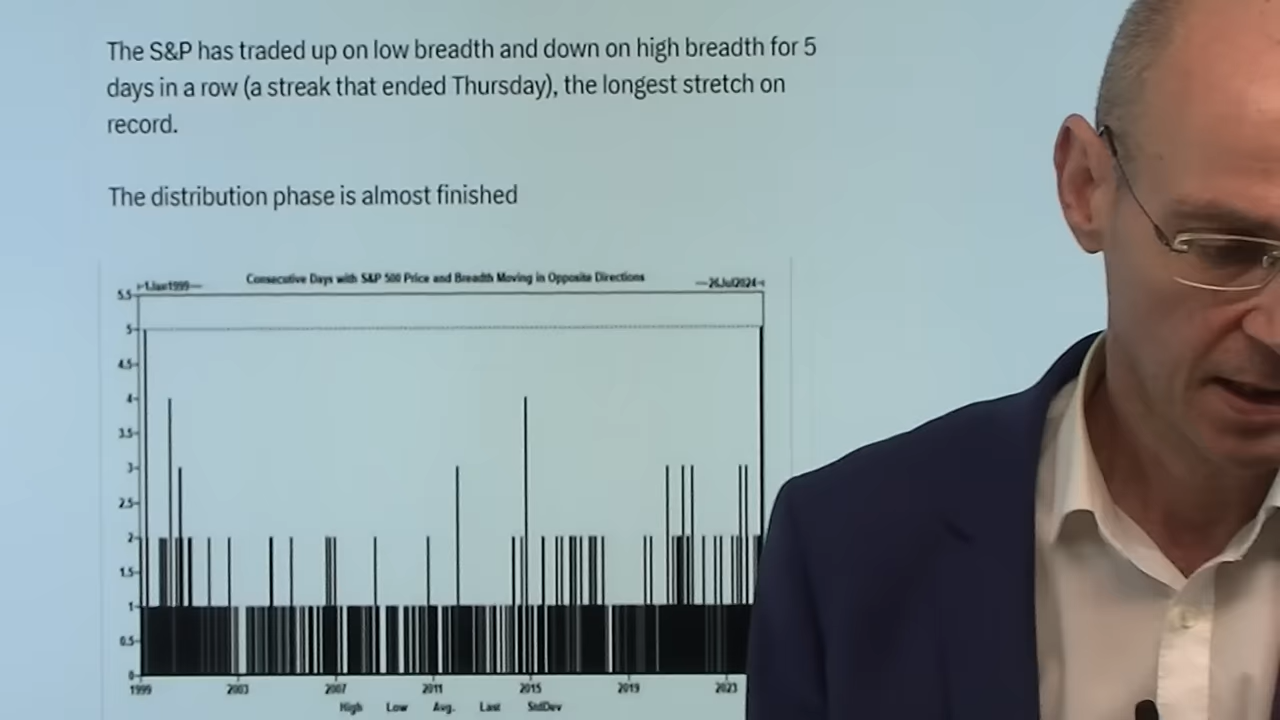 The S&P has traded up on low breadth and down on high breadth for 5
days in a row (a streak that ended Thursday), the longest stretch on
record.
The distribution phase is almost finished
Consecutive Days with S&P 500 Price and Breadth Moving in Opposite Directions
1Jan1999
26Jul2024
5.5
5
4.5
4
3.5
3
2.5
2
1.5
1
0.5
0
1999 2003 2007 2011 2015 2019 2023
High Low Avg. Last StdDev